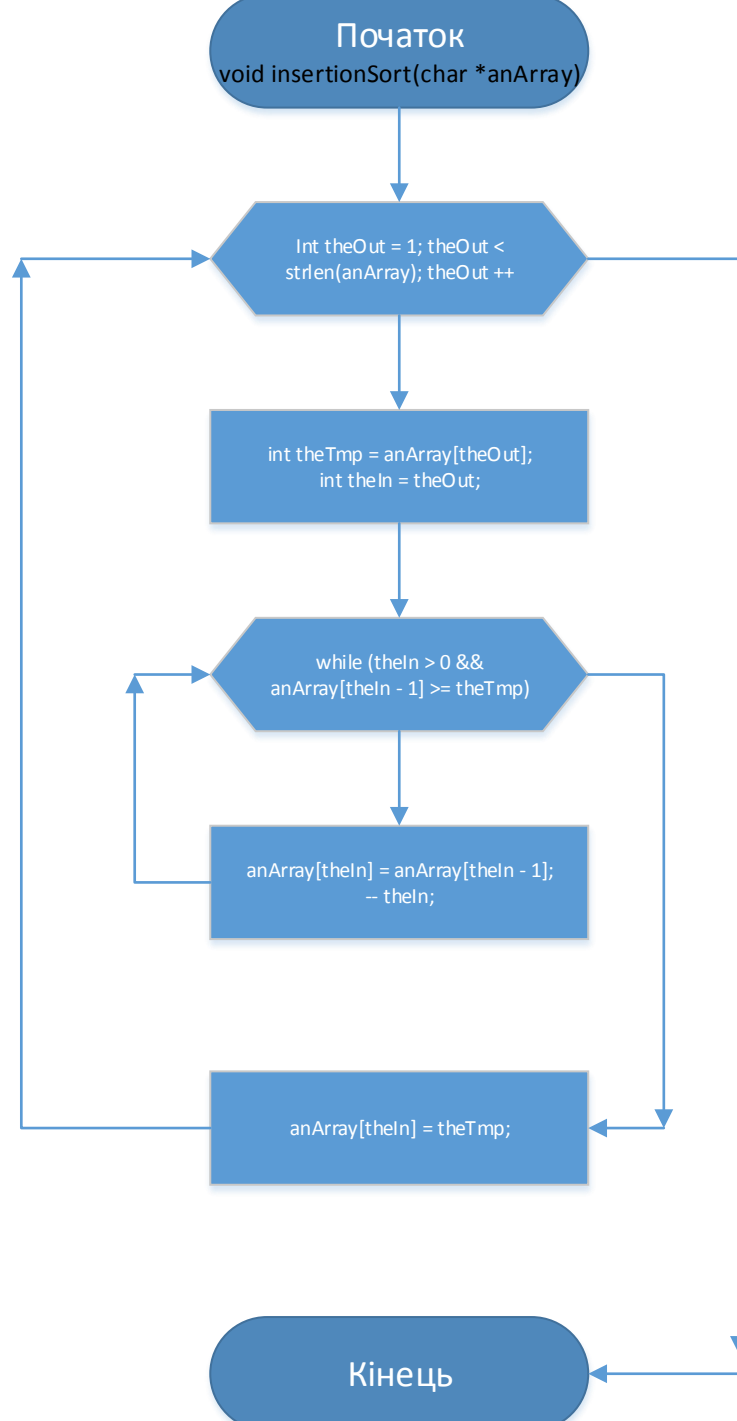 Початок
void insertionSort(char *anArray)
Int theOut = 1; theOut <
strlen(anArray); theOut ++
int theTmp = anArray[theOut];
int theIn = theOut;
while (theIn > 0 &&
anArray[theIn - 1] >= theTmp)
anArray[theIn] = anArray[theIn - 1];
-- theIn;
anArray[theIn] = theTmp;
Кінець